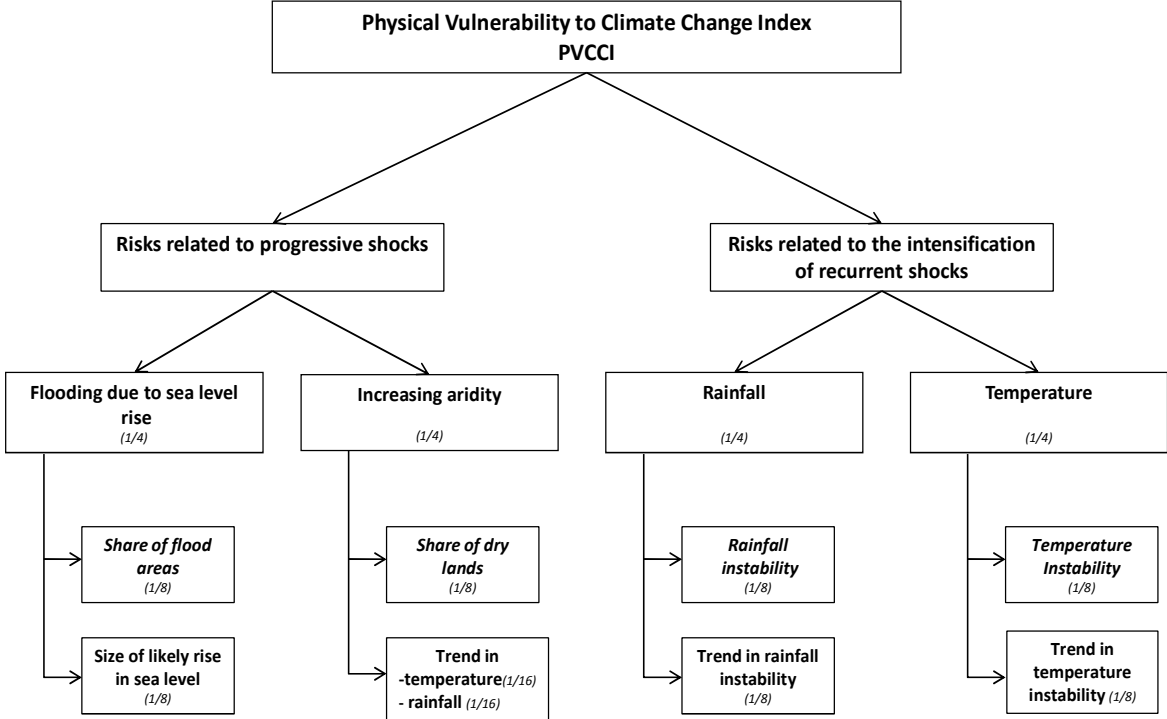 Physical Vulnerability to Climate Change Index
PVCCI
Risks related to progressive shocks
Risks related to the intensification
of recurrent shocks
Flooding due to sea level
rise
(1/4)
Increasing aridity
(1/4)
Rainfall
(1/4)
Temperature
(1/4)
Share of flood
areas
(1/8)
Share of dry
lands
(1/8)
Rainfall
instability
(1/8)
Temperature
Instability
(1/8)
Size of likely rise
in sea level
(1/8)
Trend in
-temperature(1/16)
- rainfall (1/16)
Trend in rainfall
instability
(1/8)
Trend in
temperature
instability (1/8)